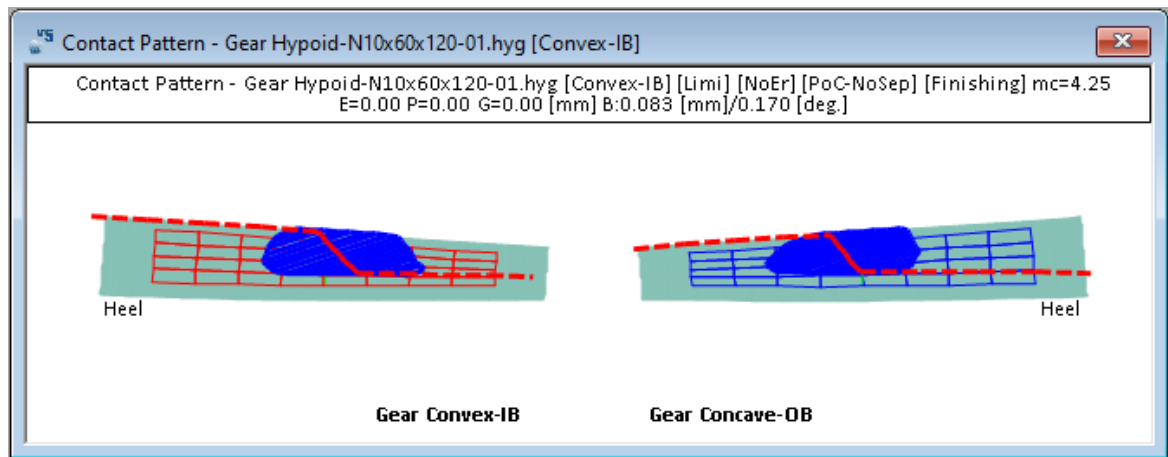 Contact Pattern - Gear Hypoid-N10x60x120-01.hyg [Convex-IB]
Contact Pattern - Gear Hypoid-N10x60x120-01.hyg [Convex-IB] [Limi] [NoEr] [PoC-NoSep] [Finishing] mc=4.25
E=0.00 P=0.00 G=0.00 [mm] B:0.083 [mm]/0.170 [deg.]
Heel
Heel
Gear Convex-IB
Gear Concave-OB